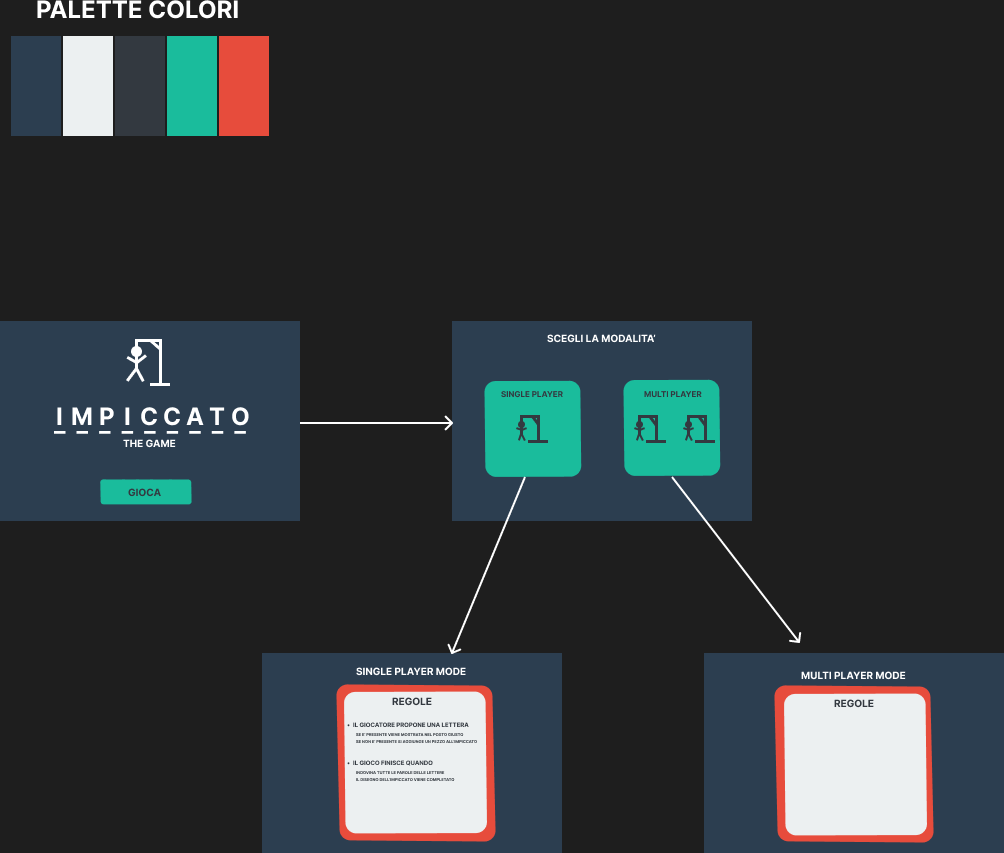 PALETTE COLORI
IMPICCATO
THE GAME
GIOCA
SCEGLI LA MODALITA'
SINGLE PLAYER
MULTI PLAYER
SINGLE PLAYER MODE
REGOLE
• IL GIOCATORE PROPONE UNA LETTERA
SE E' PRESENTE VIENE MOSTRATA NEL POSTO GIUSTO
SE NON E' PRESENTE SI AGGIUNGE UN PEZZO ALL'IMPICCATO
• IL GIOCO FINISCE QUANDO
INDOVINA TUTTE LE PAROLE DELLE LETTERE
IL DISEGNO DELL'IMPICCATO VIENE COMPLETATO
MULTI PLAYER MODE
REGOLE